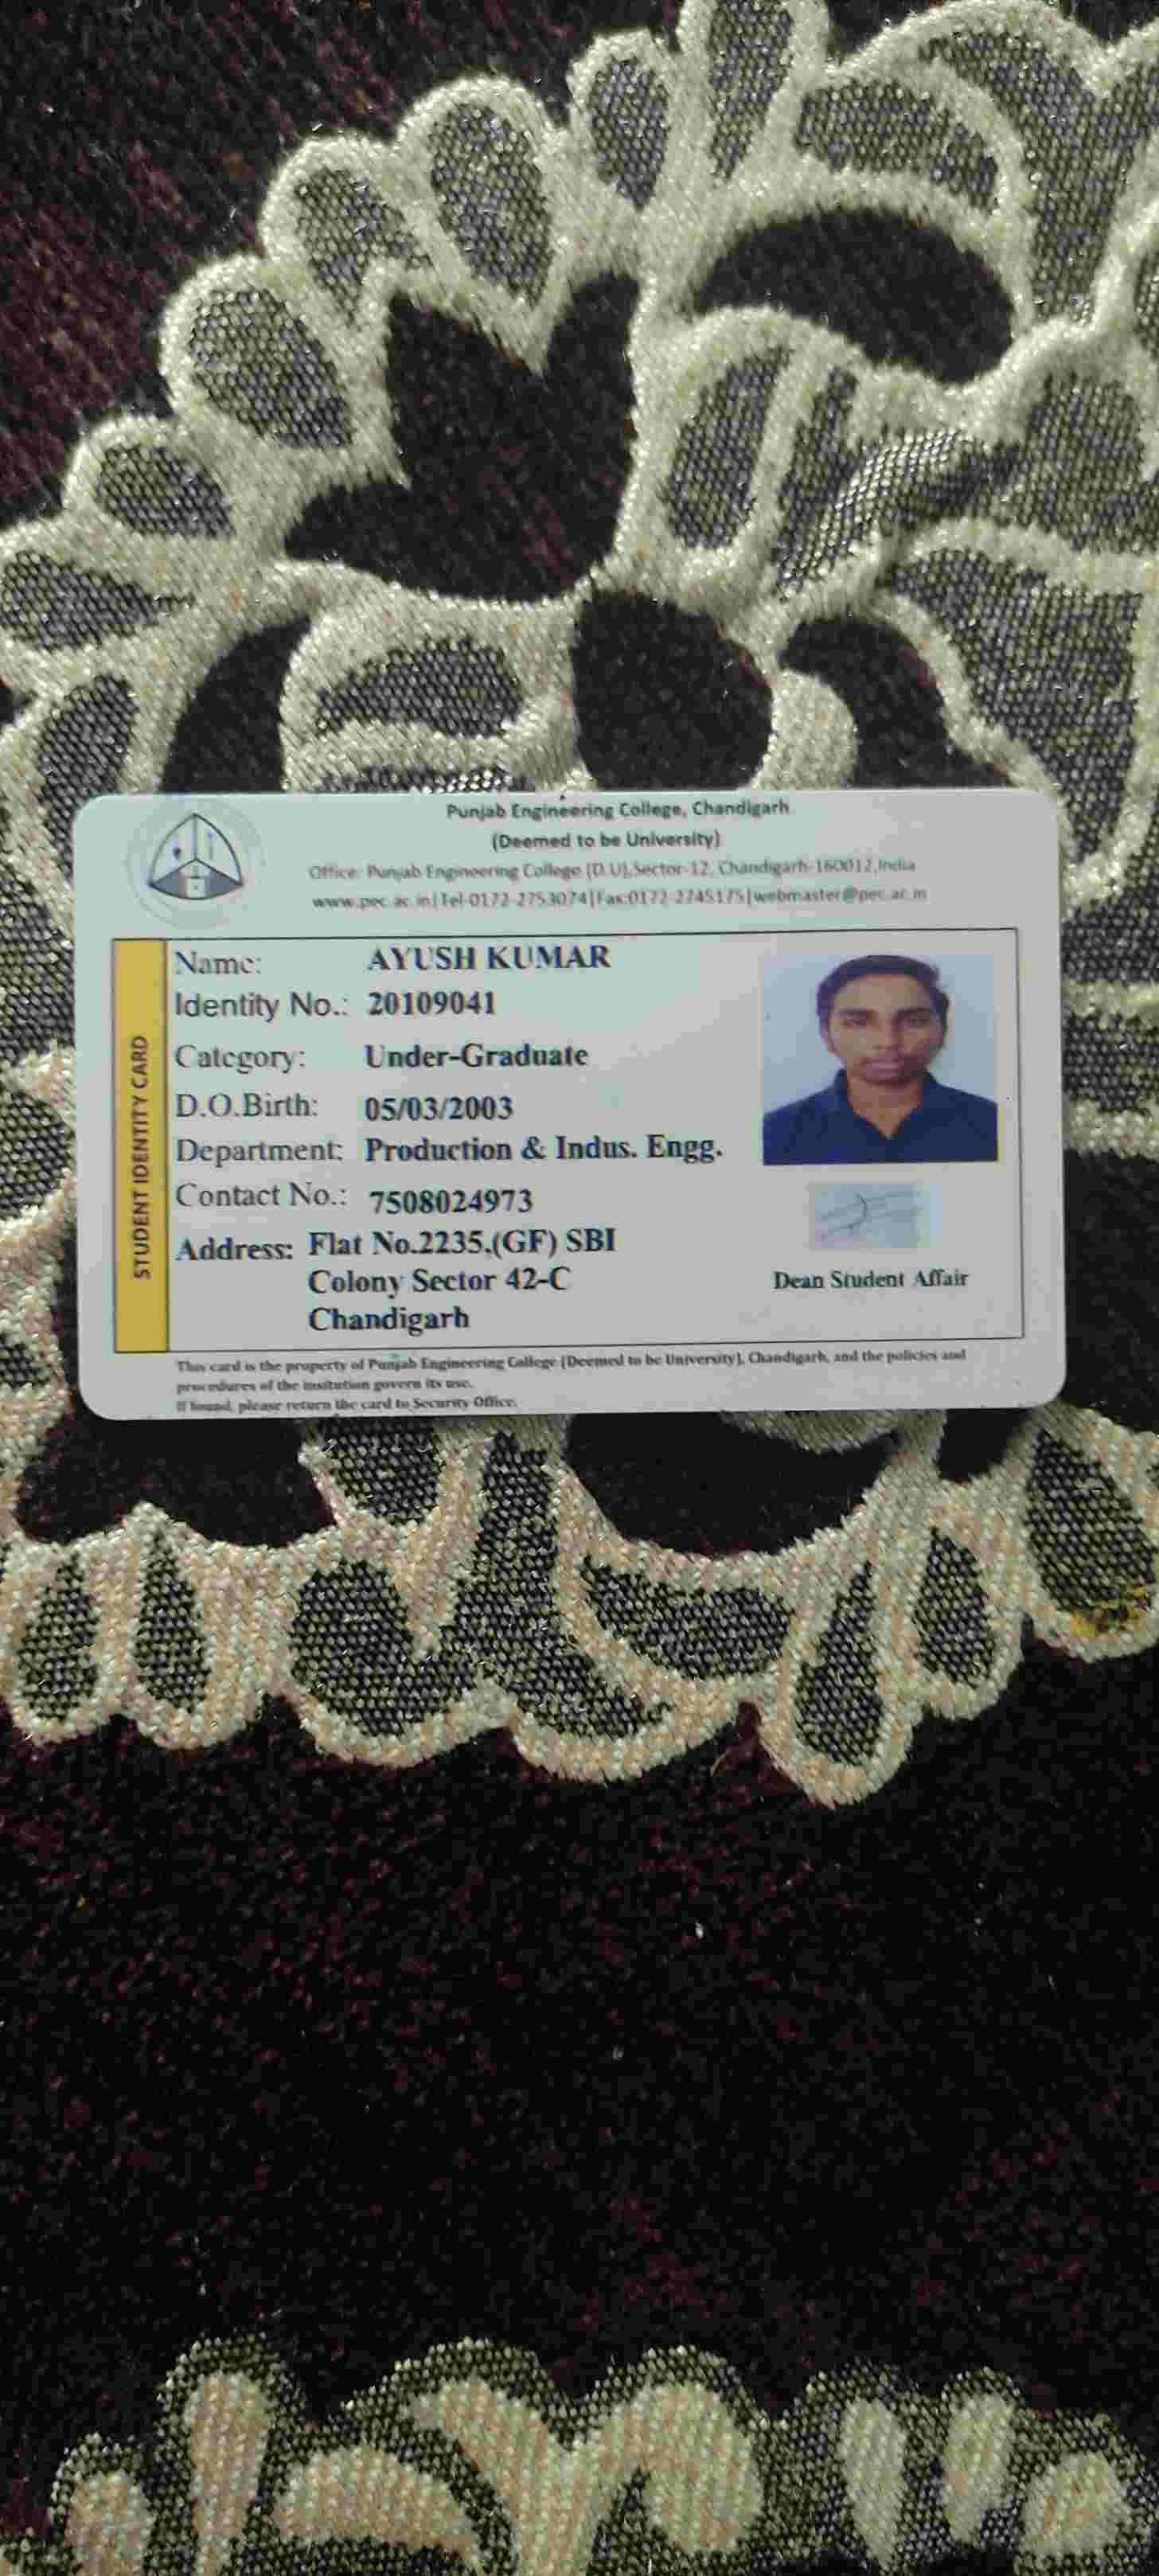 Punjab Engineering College, Chandigarh
(Deemed to be University)
Office: Punjab Engineering College (D.U),Sector-12, Chandigarh-160012,India
www.pec.ac.in|Tel-0172-2753074|Fax:0172-2745175|webmaster@pec.ac.in
STUDENT IDENTITY CARD
Name: AYUSH KUMAR
Identity No.: 20109041
Category: Under-Graduate
D.O.Birth: 05/03/2003
Department: Production & Indus. Engg.
Contact No.: 7508024973
Address: Flat No.2235,(GF) SBI
Colony Sector 42-C
Chandigarh
Dean Student Affair
This card is the property of Punjab Engineering College (Deemed to be University), Chandigarh, and the policies and
procedures of the insitution govern its use.
If found, please return the card to Security Office.